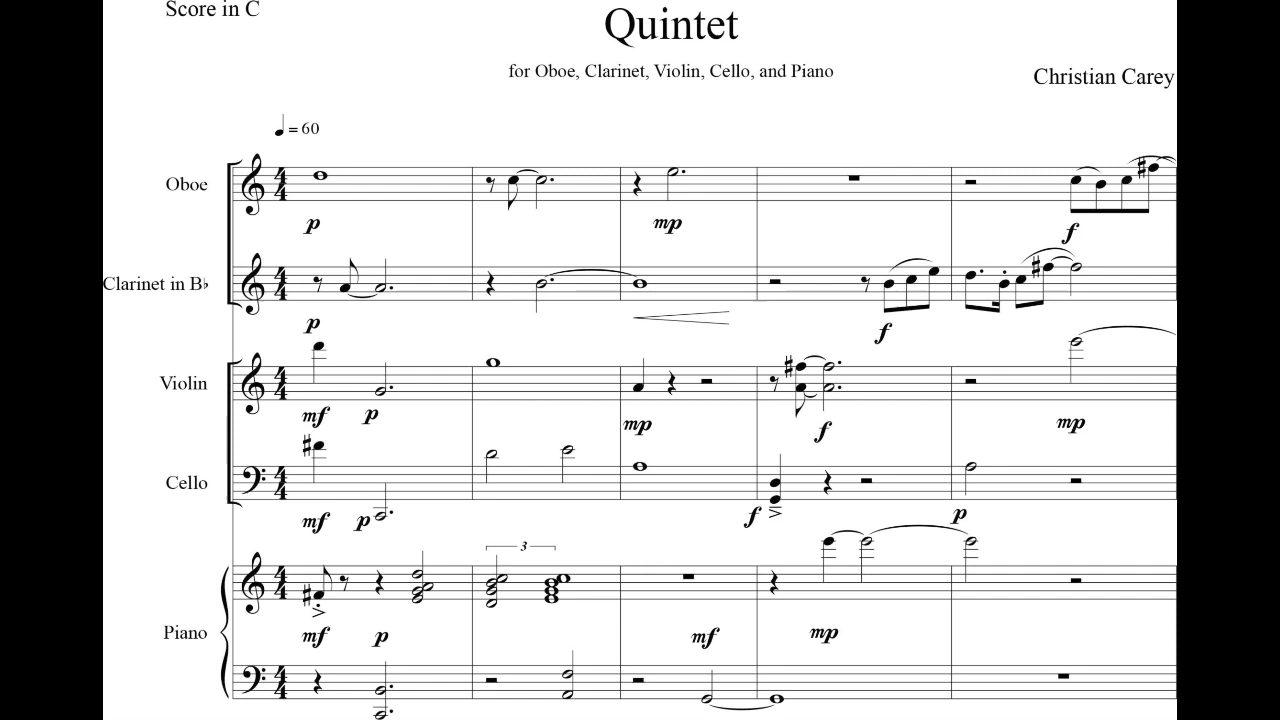 Score in C
Quintet
for Oboe, Clarinet, Violin, Cello, and Piano
Christian Carey
= 60
Oboe
p
mp
f
Clarinet in B♭
p
f
Violin
mf p
mp
f
mp
Cello
mf p
f
p
3
Piano
mf p
mf
mp